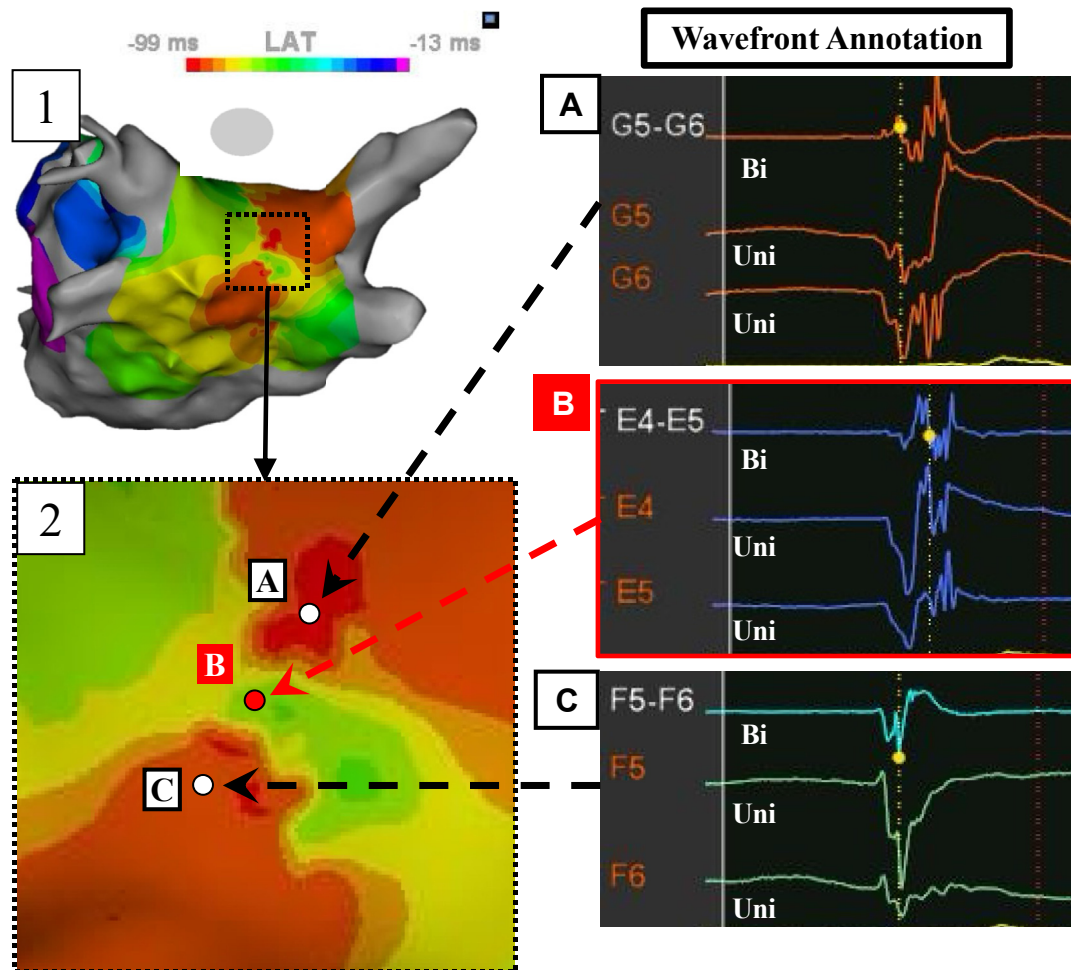 -99 ms LAT -13 ms
1
Wavefront Annotation
A
G5-G6
Bi
G5
Uni
G6
Uni
B
E4-E5
Bi
E4
Uni
E5
Uni
2
A
B
C
C
F5-F6
Bi
F5
Uni
F6
Uni